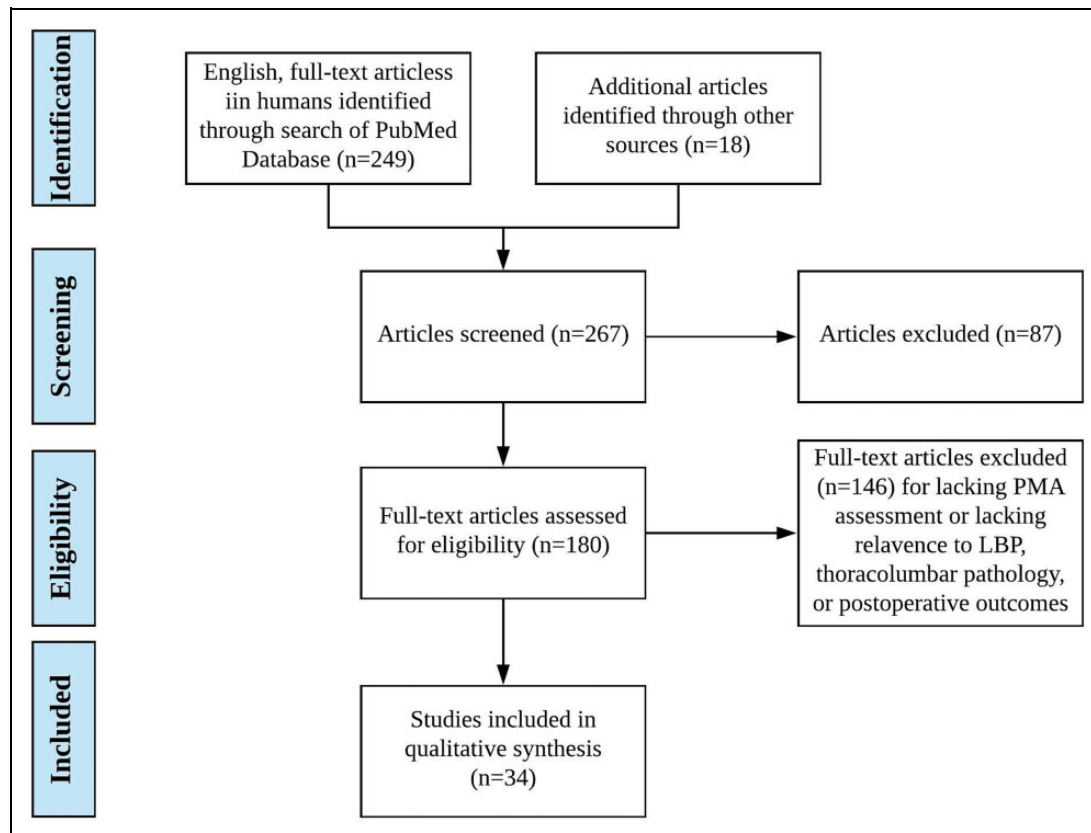 Identification
English, full-text articless
iin humans identified
through search of PubMed
Database (n=249)
Additional articles
identified through other
sources (n=18)
Screening
Articles screened (n=267)
Articles excluded (n=87)
Eligibility
Full-text articles assessed
for eligibility (n=180)
Full-text articles excluded
(n=146) for lacking PMA
assessment or lacking
relavence to LBP,
thoracolumbar pathology,
or postoperative outcomes
Included
Studies included in
qualitative synthesis
(n=34)